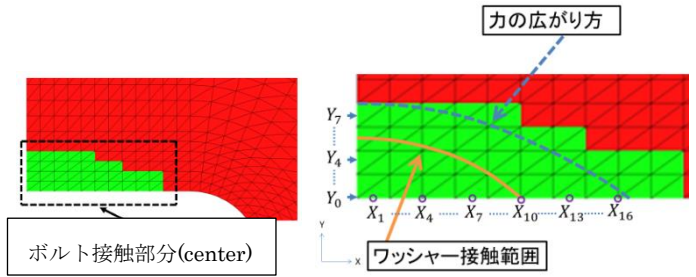 力の広がり方
Y₇
Y₄
Y₀
X₁ X₄ X₇ X₁₀ X₁₃ X₁₆
ボルト接触部分(center)
Y
X
ワッシャー接触範囲